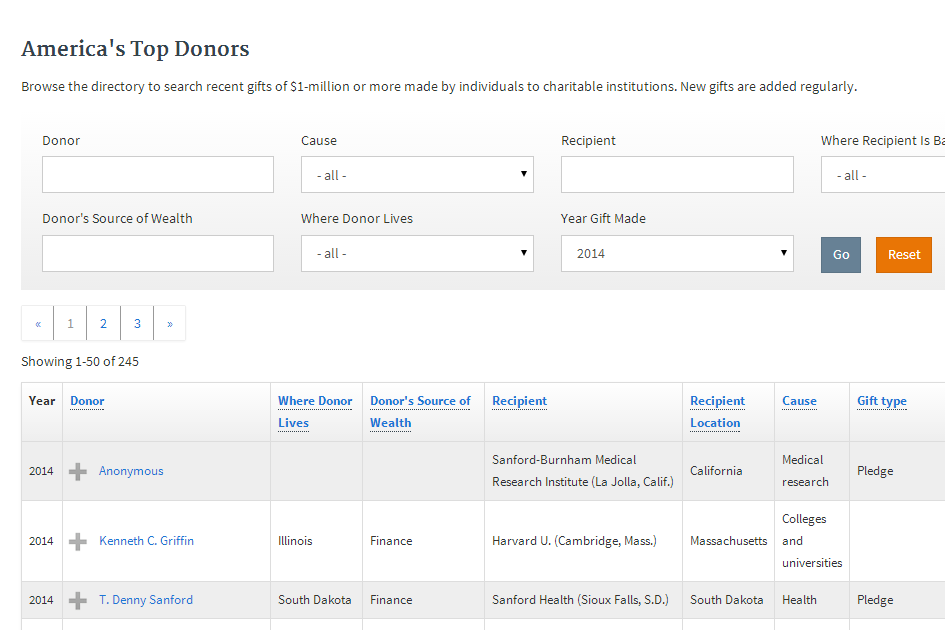 America's Top Donors
Browse the directory to search recent gifts of $1-million or more made by individuals to charitable institutions. New gifts are added regularly.
Donor Cause Recipient Where Recipient Is Ba
- all - - all -
Donor's Source of Wealth Where Donor Lives Year Gift Made
- all - 2014 Go Reset
« 1 2 3 »
Showing 1-50 of 245
Year Donor Where Donor Lives Donor's Source of Wealth Recipient Recipient Location Cause Gift type
2014 Anonymous Sanford-Burnham Medical Research Institute (La Jolla, Calif.) California Medical research Pledge
2014 Kenneth C. Griffin Illinois Finance Harvard U. (Cambridge, Mass.) Massachusetts Colleges and universities
2014 T. Denny Sanford South Dakota Finance Sanford Health (Sioux Falls, S.D.) South Dakota Health Pledge